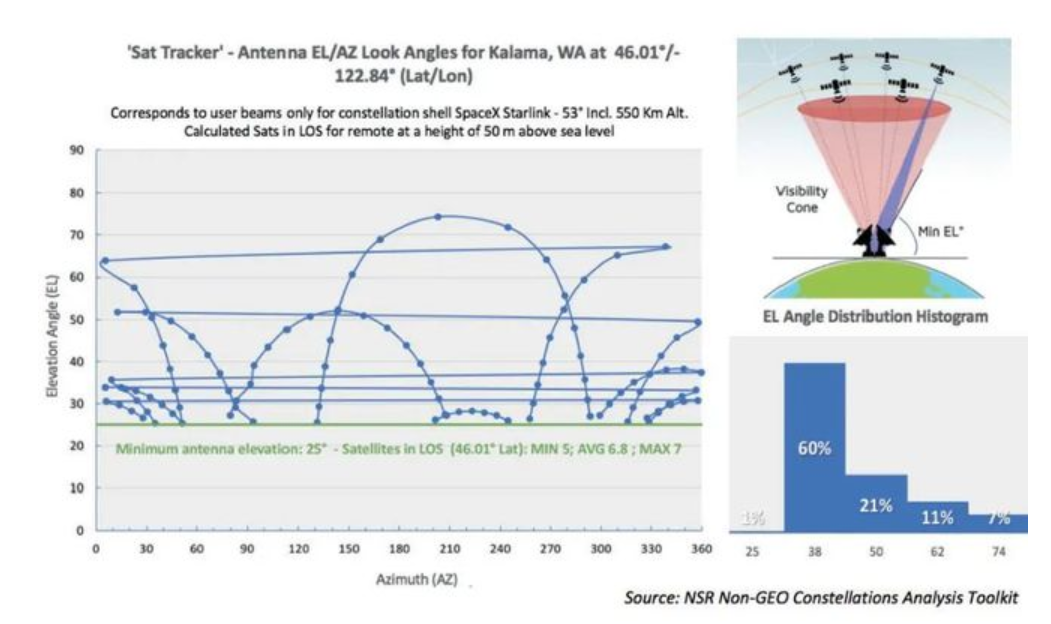 'Sat Tracker' - Antenna EL/AZ Look Angles for Kalama, WA at 46.01°/-
122.84° (Lat/Lon)
Corresponds to user beams only for constellation shell SpaceX Starlink - 53° Incl. 550 Km Alt.
Calculated Sats in LOS for remote at a height of 50 m above sea level
90
80
70
60
50
40
30
20
10
0
Elevation Angle (EL)
Minimum antenna elevation: 25° - Satellites in LOS (46.01° Lat): MIN 5; AVG 6.8 ; MAX 7
0 30 60 90 120 150 180 210 240 270 300 330 360
Azimuth (AZ)
Visibility
Cone
Min EL°
EL Angle Distribution Histogram
1% 60% 21% 11% 7%
25 38 50 62 74
Source: NSR Non-GEO Constellations Analysis Toolkit